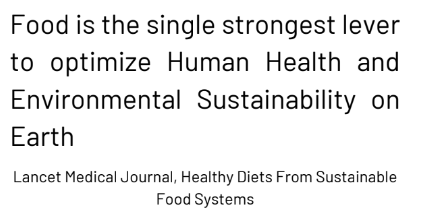 Food is the single strongest lever
to optimize Human Health and
Environmental Sustainability on
Earth
Lancet Medical Journal, Healthy Diets From Sustainable
Food Systems